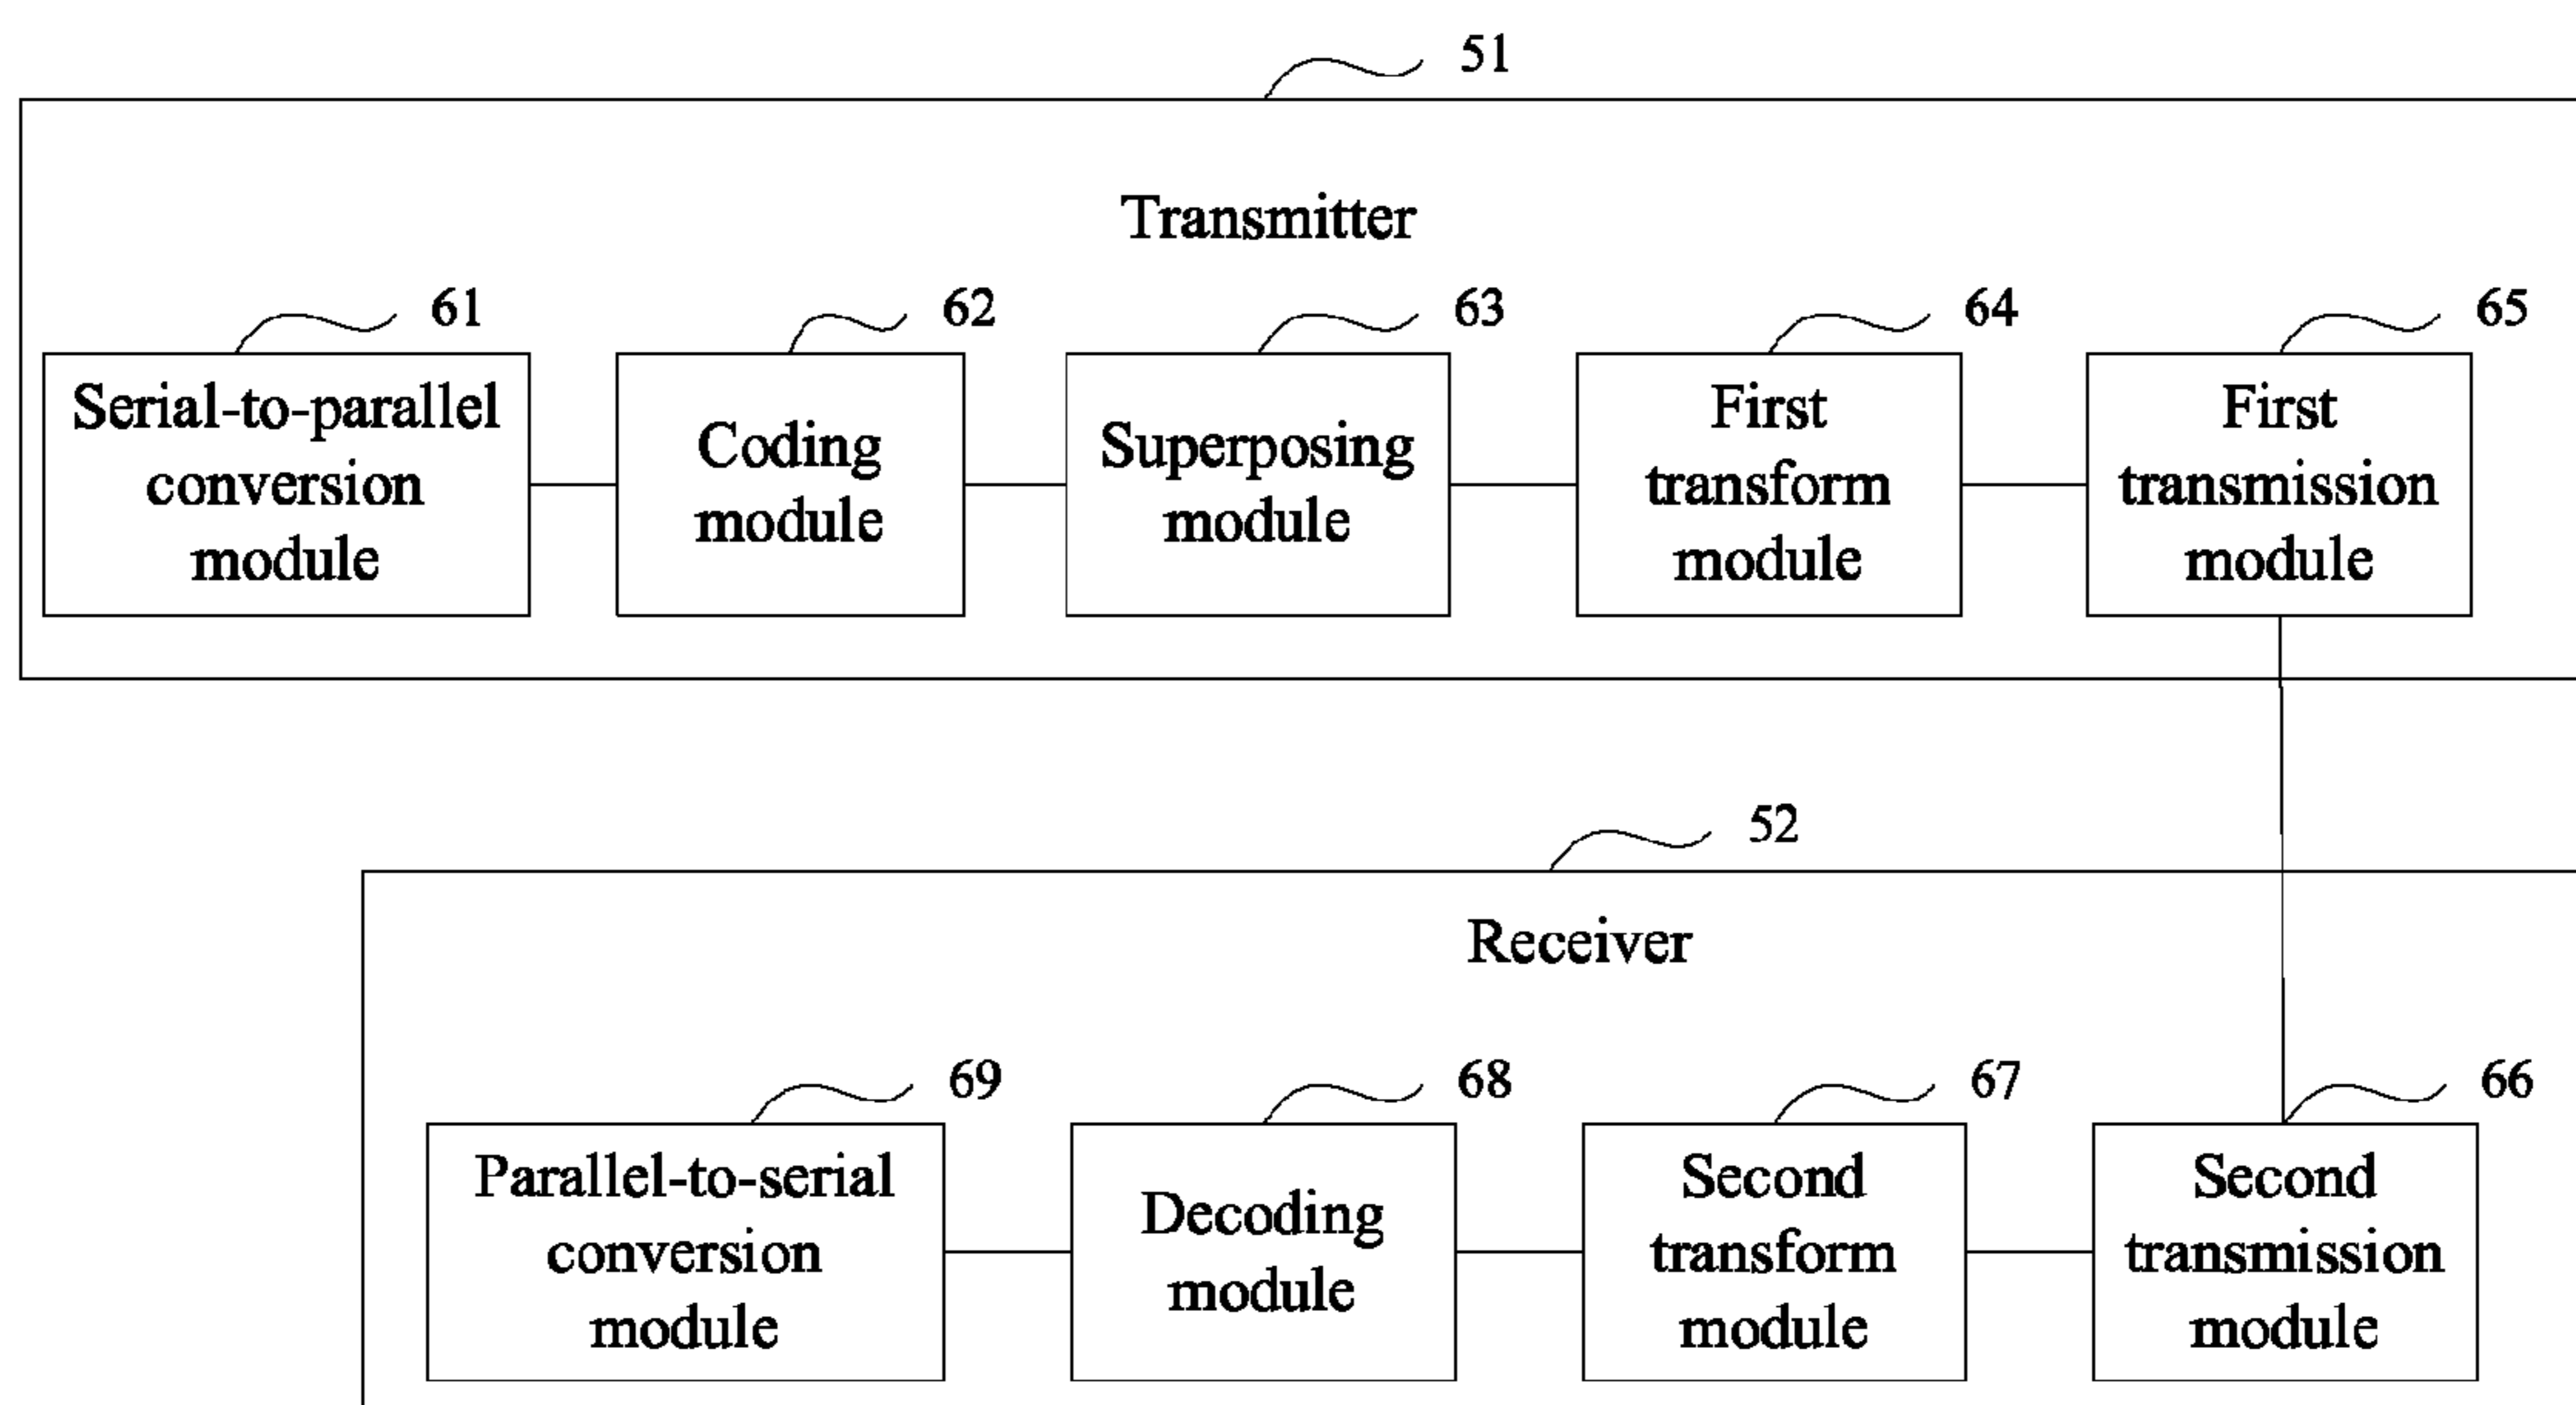 51
Transmitter
61
62
63
64
65
Serial-to-parallel
conversion
module
Coding
module
Superposing
module
First
transform
module
First
transmission
module
52
Receiver
69
68
67
66
Parallel-to-serial
conversion
module
Decoding
module
Second
transform
module
Second
transmission
module